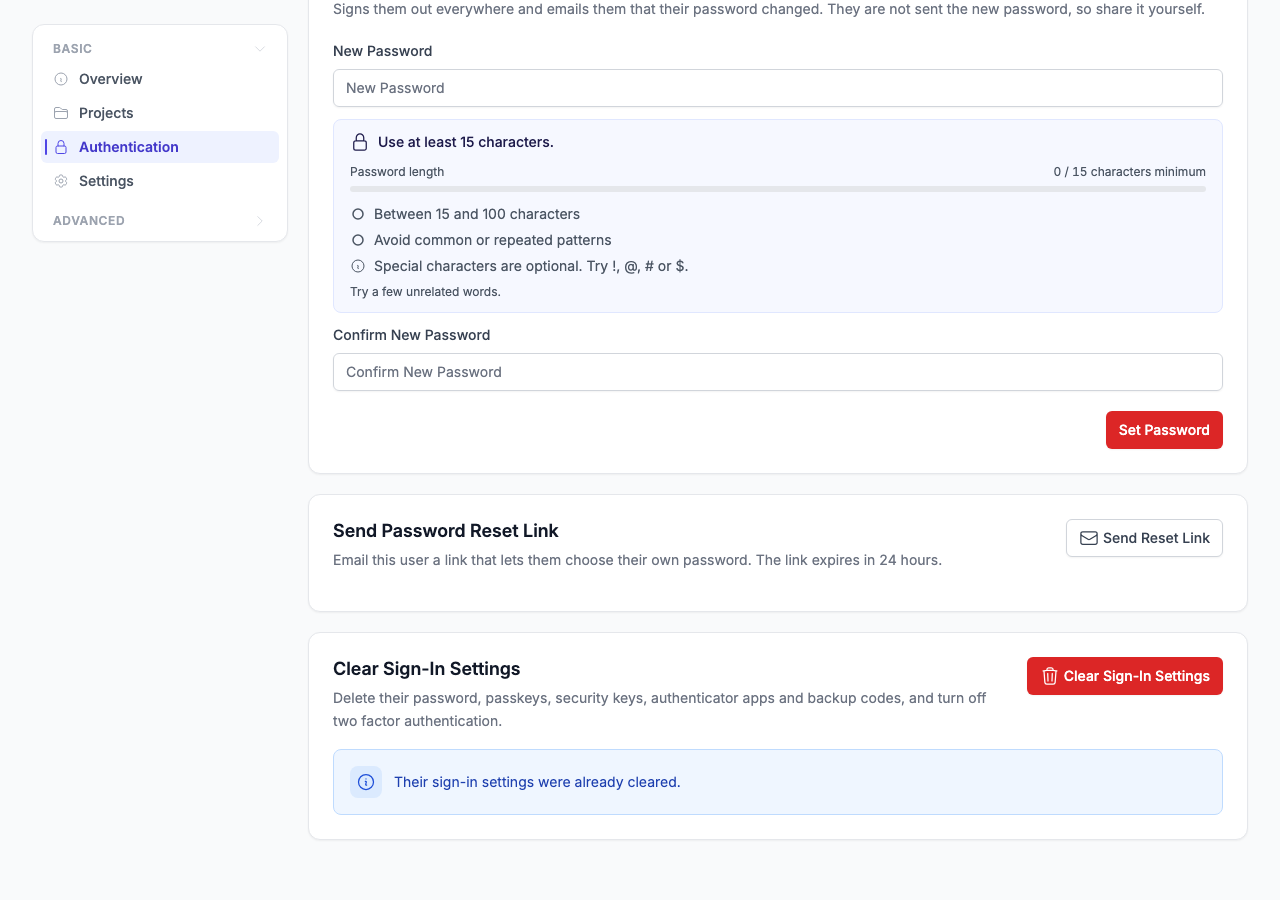 Signs them out everywhere and emails them that their password changed. They are not sent the new password, so share it yourself.
BASIC
Overview
Projects
Authentication
Settings
ADVANCED
New Password
New Password
Use at least 15 characters.
Password length
0 / 15 characters minimum
Between 15 and 100 characters
Avoid common or repeated patterns
Special characters are optional. Try !, @, # or $.
Try a few unrelated words.
Confirm New Password
Confirm New Password
Set Password
Send Password Reset Link
Email this user a link that lets them choose their own password. The link expires in 24 hours.
Send Reset Link
Clear Sign-In Settings
Delete their password, passkeys, security keys, authenticator apps and backup codes, and turn off
two factor authentication.
Clear Sign-In Settings
Their sign-in settings were already cleared.